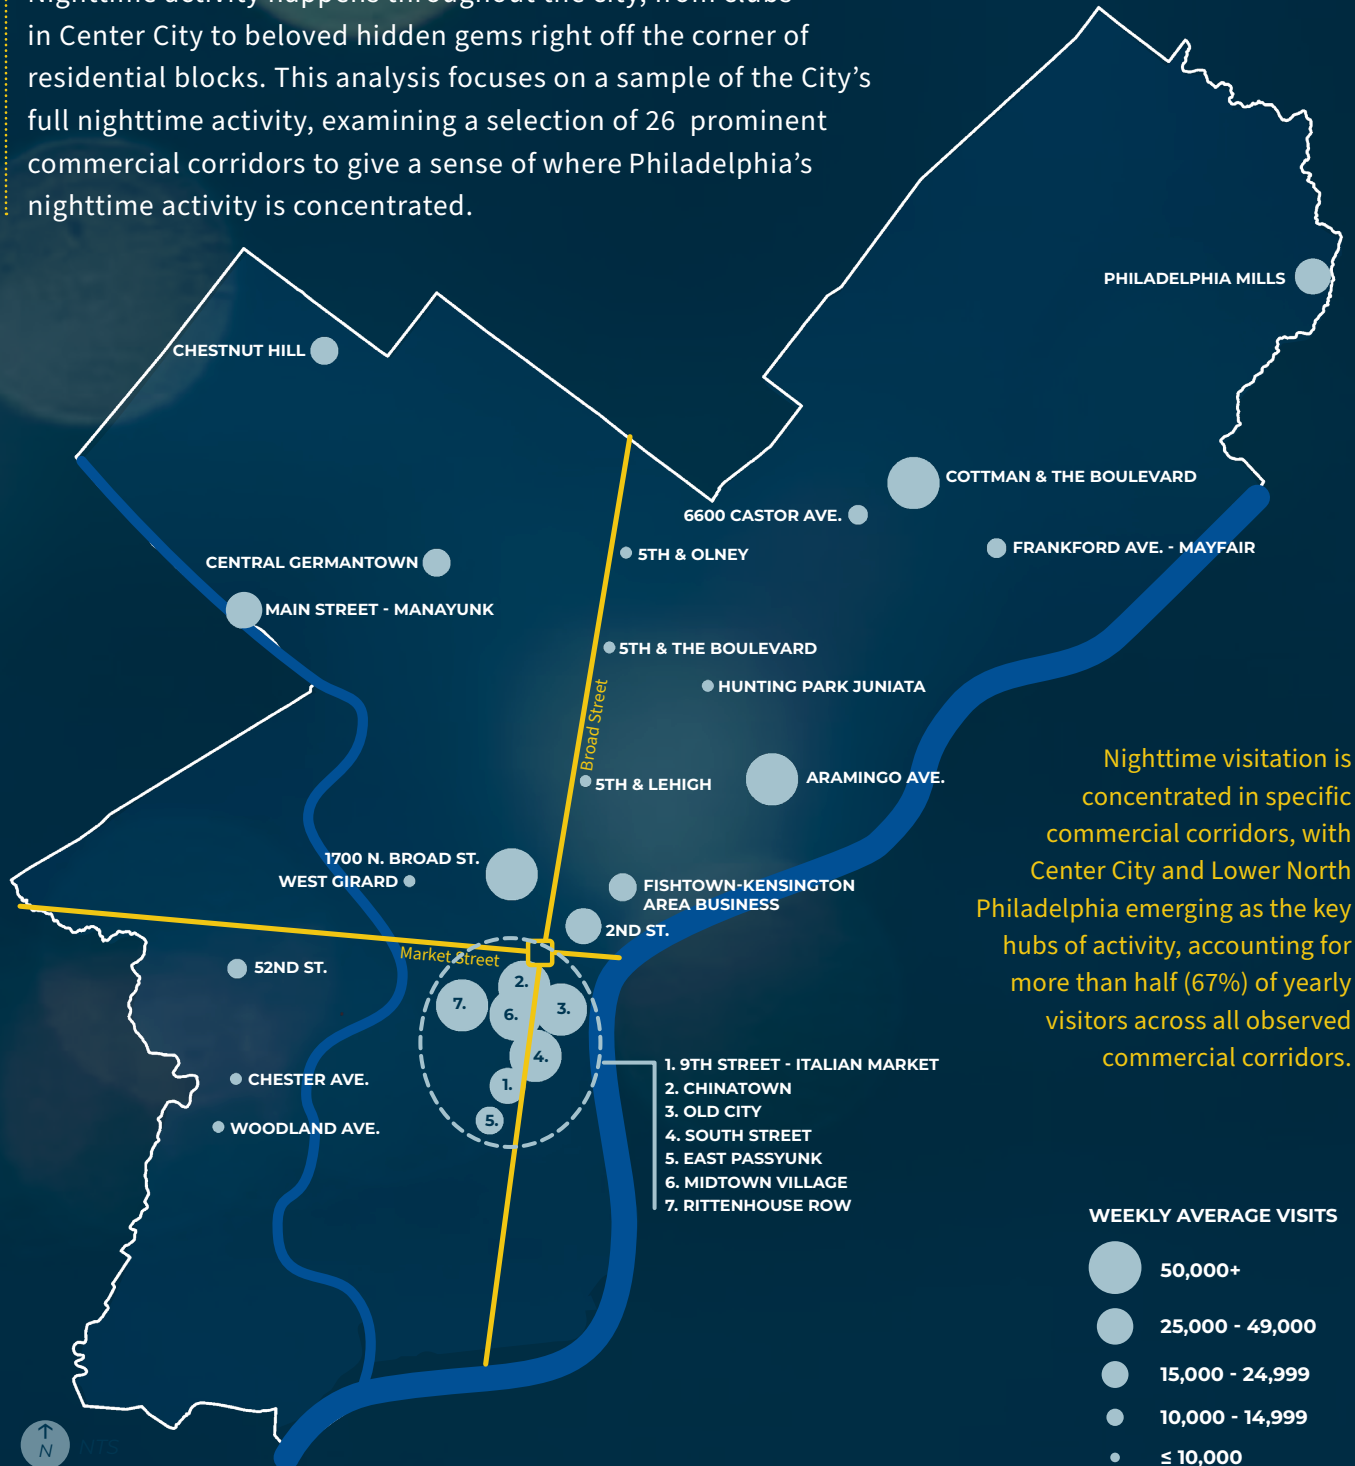 Nighttime activity happens throughout the city, from clubs
in Center City to beloved hidden gems right off the corner of
residential blocks. This analysis focuses on a sample of the City’s
full nighttime activity, examining a selection of 26 prominent
commercial corridors to give a sense of where Philadelphia’s
nighttime activity is concentrated.
PHILADELPHIA MILLS
CHESTNUT HILL
COTTMAN & THE BOULEVARD
6600 CASTOR AVE.
FRANKFORD AVE. - MAYFAIR
5TH & OLNEY
CENTRAL GERMANTOWN
MAIN STREET - MANAYUNK
5TH & THE BOULEVARD
HUNTING PARK JUNIATA
Broad Street
5TH & LEHIGH
ARAMINGO AVE.
Nighttime visitation is
concentrated in specific
commercial corridors, with
Center City and Lower North
Philadelphia emerging as the key
hubs of activity, accounting for
more than half (67%) of yearly
visitors across all observed
commercial corridors.
1700 N. BROAD ST.
WEST GIRARD
FISHTOWN-KENSINGTON
AREA BUSINESS
2ND ST.
Market Street
52ND ST.
2.
7.
6.
3.
4.
1.
5.
CHESTER AVE.
WOODLAND AVE.
1. 9TH STREET - ITALIAN MARKET
2. CHINATOWN
3. OLD CITY
4. SOUTH STREET
5. EAST PASSYUNK
6. MIDTOWN VILLAGE
7. RITTENHOUSE ROW
WEEKLY AVERAGE VISITS
50,000+
25,000 - 49,000
15,000 - 24,999
10,000 - 14,999
≤ 10,000
N
NTS